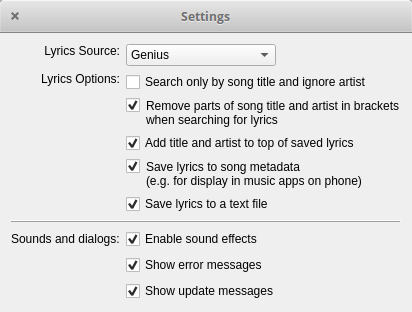 Settings
Lyrics Source: Genius
Lyrics Options: Search only by song title and ignore artist
Remove parts of song title and artist in brackets
when searching for lyrics
Add title and artist to top of saved lyrics
Save lyrics to song metadata
(e.g. for display in music apps on phone)
Save lyrics to a text file
Sounds and dialogs: Enable sound effects
Show error messages
Show update messages